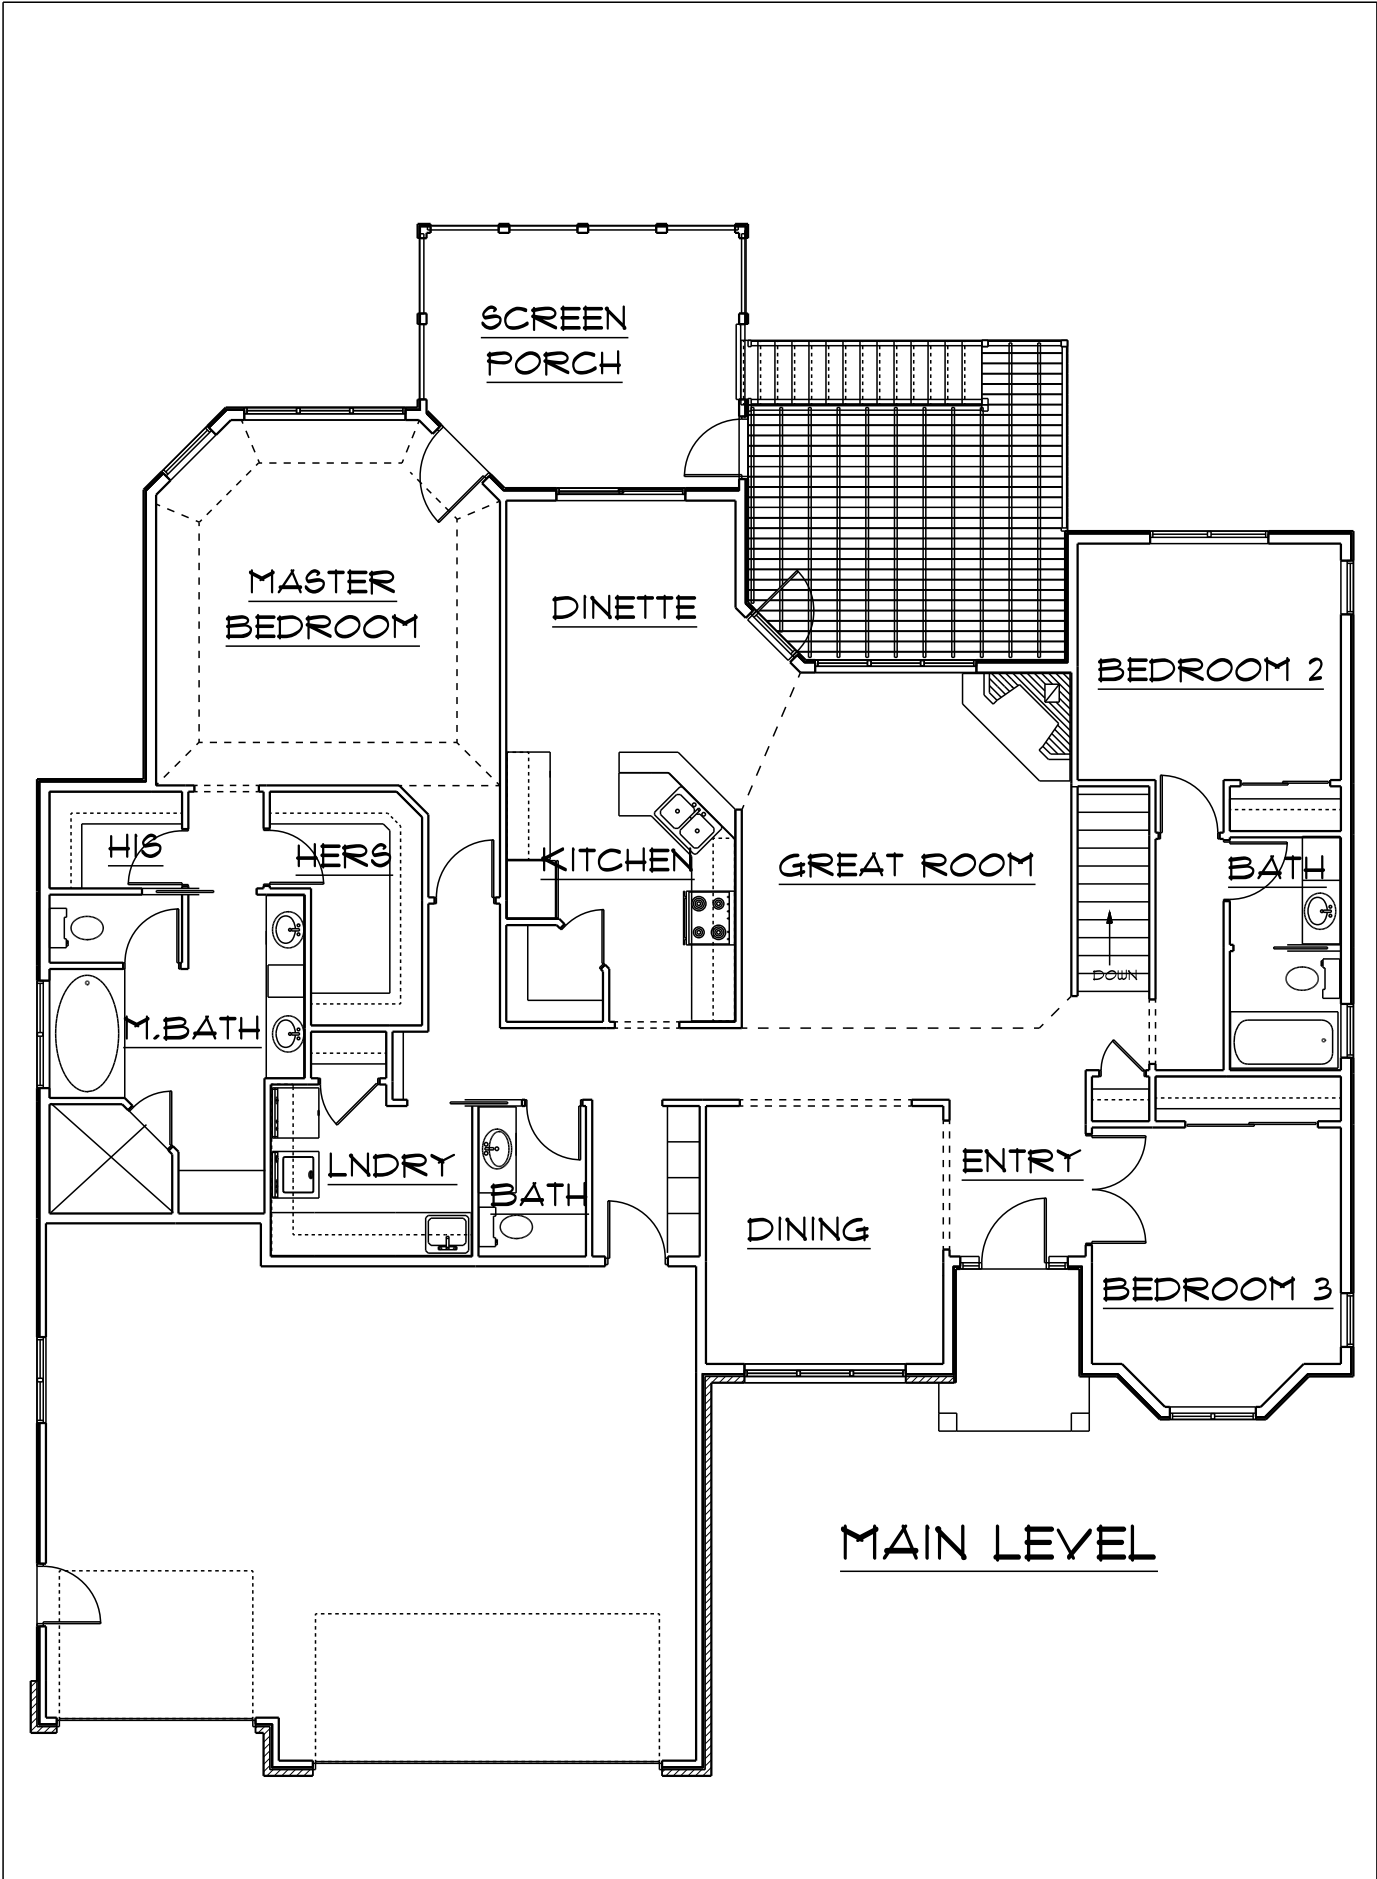 SCREEN
PORCH
MASTER
BEDROOM
DINETTE
BEDROOM 2
HIS
HERS
KITCHEN
GREAT ROOM
BATH
DOWN
M.BATH
LNDRY
BATH
ENTRY
DINING
BEDROOM 3
MAIN LEVEL